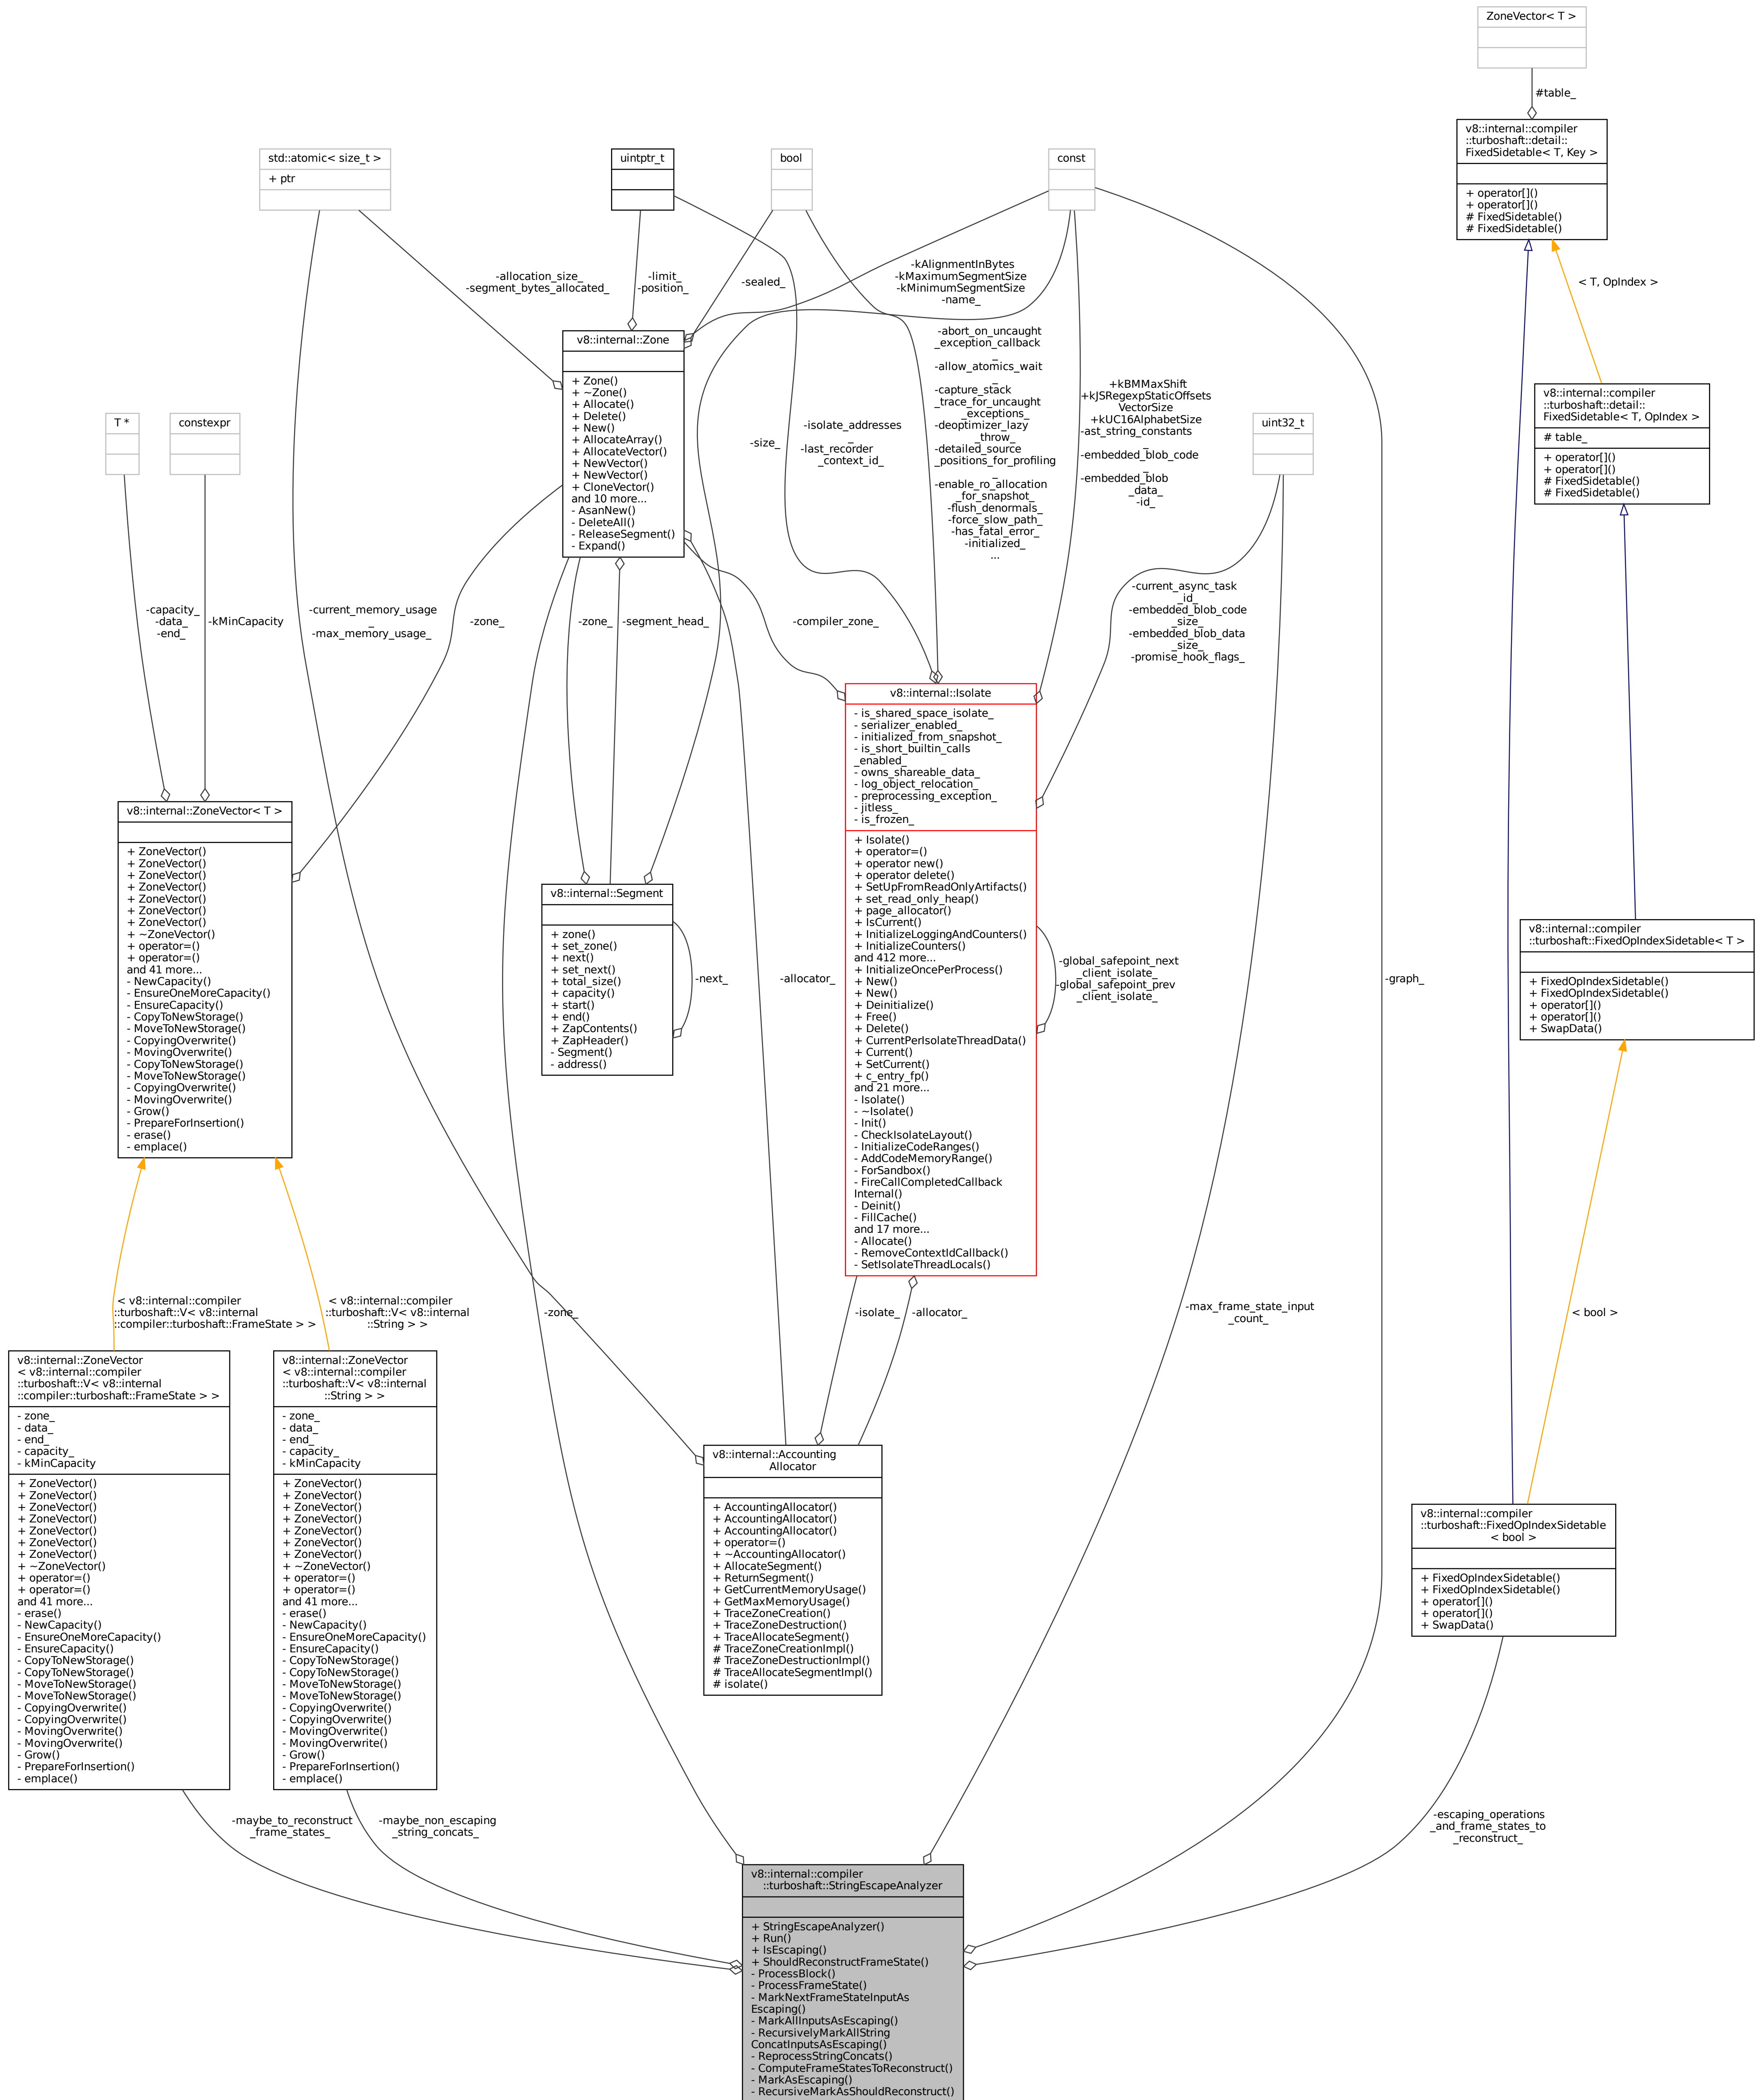 ZoneVector< T >
#table_
v8::internal::compiler
::turboshaft::detail::
FixedSidetable< T, Key >
+ operator[]()
+ operator[]()
# FixedSidetable()
# FixedSidetable()
std::atomic< size_t >
+ ptr
uintptr_t
bool
const
< T, OpIndex >
-allocation_size_
-segment_bytes_allocated_
-limit_
-position_
-sealed_
-kAlignmentInBytes
-kMaximumSegmentSize
-kMinimumSegmentSize
-name_
v8::internal::Zone
+ Zone()
+ ~Zone()
+ Allocate()
+ Delete()
+ New()
+ AllocateArray()
+ AllocateVector()
+ NewVector()
+ NewVector()
+ CloneVector()
and 10 more...
- AsanNew()
- DeleteAll()
- ReleaseSegment()
- Expand()
-abort_on_uncaught
_exception_callback
_
-allow_atomics_wait
_
-capture_stack
_trace_for_uncaught
_exceptions_
-deoptimizer_lazy
_throw_
-detailed_source
_positions_for_profiling
_
-enable_ro_allocation
_for_snapshot_
-flush_denormals_
-force_slow_path_
-has_fatal_error_
-initialized_
...
+kBMMaxShift
+kJSRegexpStaticOffsets
VectorSize
+kUC16AlphabetSize
-ast_string_constants
_
-embedded_blob_code
_
-embedded_blob
_data_
-id_
v8::internal::compiler
::turboshaft::detail::
FixedSidetable< T, OpIndex >
# table_
+ operator[]()
+ operator[]()
# FixedSidetable()
# FixedSidetable()
T *
constexpr
uint32_t
-size_
-isolate_addresses
_
-last_recorder
_context_id_
-capacity_
-data_
-end_
-kMinCapacity
-current_memory_usage
_
-max_memory_usage_
-zone_
-zone_
-segment_head_
-compiler_zone_
-current_async_task
_id_
-embedded_blob_code
_size_
-embedded_blob_data
_size_
-promise_hook_flags_
v8::internal::Isolate
- is_shared_space_isolate_
- serializer_enabled_
- initialized_from_snapshot_
- is_short_builtin_calls
_enabled_
- owns_shareable_data_
- log_object_relocation_
- preprocessing_exception_
- jitless_
- is_frozen_
+ Isolate()
+ operator=()
+ operator new()
+ operator delete()
+ SetUpFromReadOnlyArtifacts()
+ set_read_only_heap()
+ page_allocator()
+ IsCurrent()
+ InitializeLoggingAndCounters()
+ InitializeCounters()
and 412 more...
+ InitializeOncePerProcess()
+ New()
+ New()
+ Deinitialize()
+ Free()
+ Delete()
+ CurrentPerIsolateThreadData()
+ Current()
+ SetCurrent()
+ c_entry_fp()
and 21 more...
- Isolate()
- ~Isolate()
- Init()
- CheckIsolateLayout()
- InitializeCodeRanges()
- AddCodeMemoryRange()
- ForSandbox()
- FireCallCompletedCallback
Internal()
- Deinit()
- FillCache()
and 17 more...
- Allocate()
- RemoveContextIdCallback()
- SetIsolateThreadLocals()
v8::internal::ZoneVector< T >
+ ZoneVector()
+ ZoneVector()
+ ZoneVector()
+ ZoneVector()
+ ZoneVector()
+ ZoneVector()
+ ZoneVector()
+ ~ZoneVector()
+ operator=()
+ operator=()
and 41 more...
- NewCapacity()
- EnsureOneMoreCapacity()
- EnsureCapacity()
- CopyToNewStorage()
- MoveToNewStorage()
- CopyingOverwrite()
- MovingOverwrite()
- CopyToNewStorage()
- MoveToNewStorage()
- CopyingOverwrite()
- MovingOverwrite()
- Grow()
- PrepareForInsertion()
- erase()
- emplace()
v8::internal::Segment
+ zone()
+ set_zone()
+ next()
+ set_next()
+ total_size()
+ capacity()
+ start()
+ end()
+ ZapContents()
+ ZapHeader()
- Segment()
- address()
-next_
-allocator_
-global_safepoint_next
_client_isolate_
-global_safepoint_prev
_client_isolate_
-graph_
v8::internal::compiler
::turboshaft::FixedOpIndexSidetable< T >
+ FixedOpIndexSidetable()
+ FixedOpIndexSidetable()
+ operator[]()
+ operator[]()
+ SwapData()
< v8::internal::compiler
::turboshaft::V< v8::internal
::compiler::turboshaft::FrameState > >
< v8::internal::compiler
::turboshaft::V< v8::internal
::String > >
-zone_
-isolate_
-allocator_
-max_frame_state_input
_count_
< bool >
v8::internal::ZoneVector
< v8::internal::compiler
::turboshaft::V< v8::internal
::compiler::turboshaft::FrameState > >
- zone_
- data_
- end_
- capacity_
- kMinCapacity
+ ZoneVector()
+ ZoneVector()
+ ZoneVector()
+ ZoneVector()
+ ZoneVector()
+ ZoneVector()
+ ZoneVector()
+ ~ZoneVector()
+ operator=()
+ operator=()
and 41 more...
- erase()
- NewCapacity()
- EnsureOneMoreCapacity()
- EnsureCapacity()
- CopyToNewStorage()
- CopyToNewStorage()
- MoveToNewStorage()
- MoveToNewStorage()
- CopyingOverwrite()
- CopyingOverwrite()
- MovingOverwrite()
- MovingOverwrite()
- Grow()
- PrepareForInsertion()
- emplace()
v8::internal::ZoneVector
< v8::internal::compiler
::turboshaft::V< v8::internal
::String > >
- zone_
- data_
- end_
- capacity_
- kMinCapacity
+ ZoneVector()
+ ZoneVector()
+ ZoneVector()
+ ZoneVector()
+ ZoneVector()
+ ZoneVector()
+ ZoneVector()
+ ~ZoneVector()
+ operator=()
+ operator=()
and 41 more...
- erase()
- NewCapacity()
- EnsureOneMoreCapacity()
- EnsureCapacity()
- CopyToNewStorage()
- CopyToNewStorage()
- MoveToNewStorage()
- MoveToNewStorage()
- CopyingOverwrite()
- CopyingOverwrite()
- MovingOverwrite()
- MovingOverwrite()
- Grow()
- PrepareForInsertion()
- emplace()
v8::internal::Accounting
Allocator
+ AccountingAllocator()
+ AccountingAllocator()
+ AccountingAllocator()
+ operator=()
+ ~AccountingAllocator()
+ AllocateSegment()
+ ReturnSegment()
+ GetCurrentMemoryUsage()
+ GetMaxMemoryUsage()
+ TraceZoneCreation()
+ TraceZoneDestruction()
+ TraceAllocateSegment()
# TraceZoneCreationImpl()
# TraceZoneDestructionImpl()
# TraceAllocateSegmentImpl()
# isolate()
v8::internal::compiler
::turboshaft::FixedOpIndexSidetable
< bool >
+ FixedOpIndexSidetable()
+ FixedOpIndexSidetable()
+ operator[]()
+ operator[]()
+ SwapData()
-maybe_to_reconstruct
_frame_states_
-maybe_non_escaping
_string_concats_
-escaping_operations
_and_frame_states_to
_reconstruct_
v8::internal::compiler
::turboshaft::StringEscapeAnalyzer
+ StringEscapeAnalyzer()
+ Run()
+ IsEscaping()
+ ShouldReconstructFrameState()
- ProcessBlock()
- ProcessFrameState()
- MarkNextFrameStateInputAs
Escaping()
- MarkAllInputsAsEscaping()
- RecursivelyMarkAllString
ConcatInputsAsEscaping()
- ReprocessStringConcats()
- ComputeFrameStatesToReconstruct()
- MarkAsEscaping()
- RecursiveMarkAsShouldReconstruct()